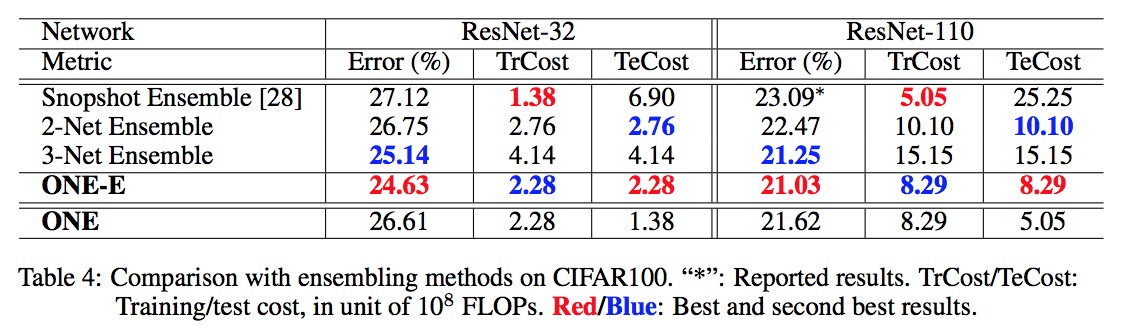 Network ResNet-32 ResNet-110
Metric Error (%) TrCost TeCost Error (%) TrCost TeCost
Snopshot Ensemble [28] 27.12 1.38 6.90 23.09* 5.05 25.25
2-Net Ensemble 26.75 2.76 2.76 22.47 10.10 10.10
3-Net Ensemble 25.14 4.14 4.14 21.25 15.15 15.15
ONE-E 24.63 2.28 2.28 21.03 8.29 8.29
ONE 26.61 2.28 1.38 21.62 8.29 5.05
Table 4: Comparison with ensembling methods on CIFAR100. “*”: Reported results. TrCost/TeCost:
Training/test cost, in unit of 10⁸ FLOPs. Red/Blue: Best and second best results.